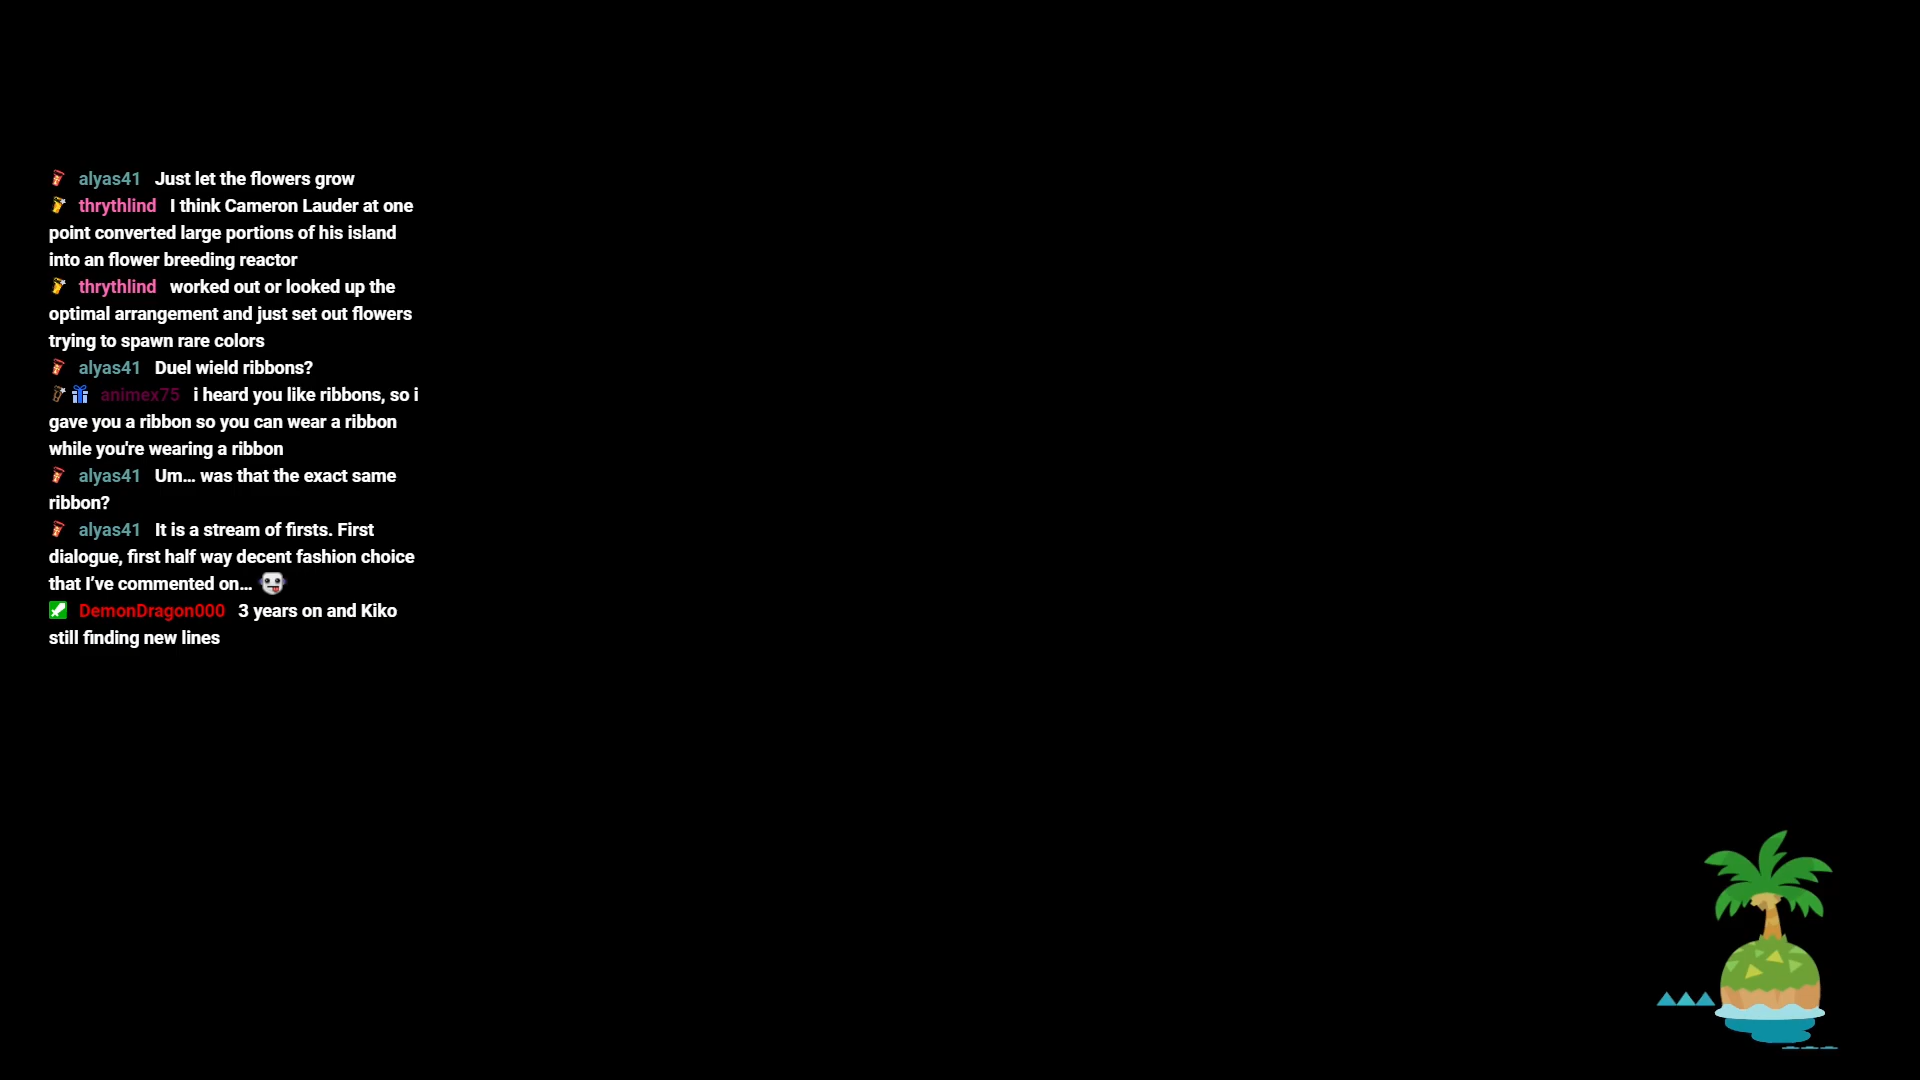 alyas41 Just let the flowers grow
thrythlind I think Cameron Lauder at one
point converted large portions of his island
into an flower breeding reactor
thrythlind worked out or looked up the
optimal arrangement and just set out flowers
trying to spawn rare colors
alyas41 Duel wield ribbons?
animex75 i heard you like ribbons, so i
gave you a ribbon so you can wear a ribbon
while you're wearing a ribbon
alyas41 Um… was that the exact same
ribbon?
alyas41 It is a stream of firsts. First
dialogue, first half way decent fashion choice
that I’ve commented on…
DemonDragon000 3 years on and Kiko
still finding new lines